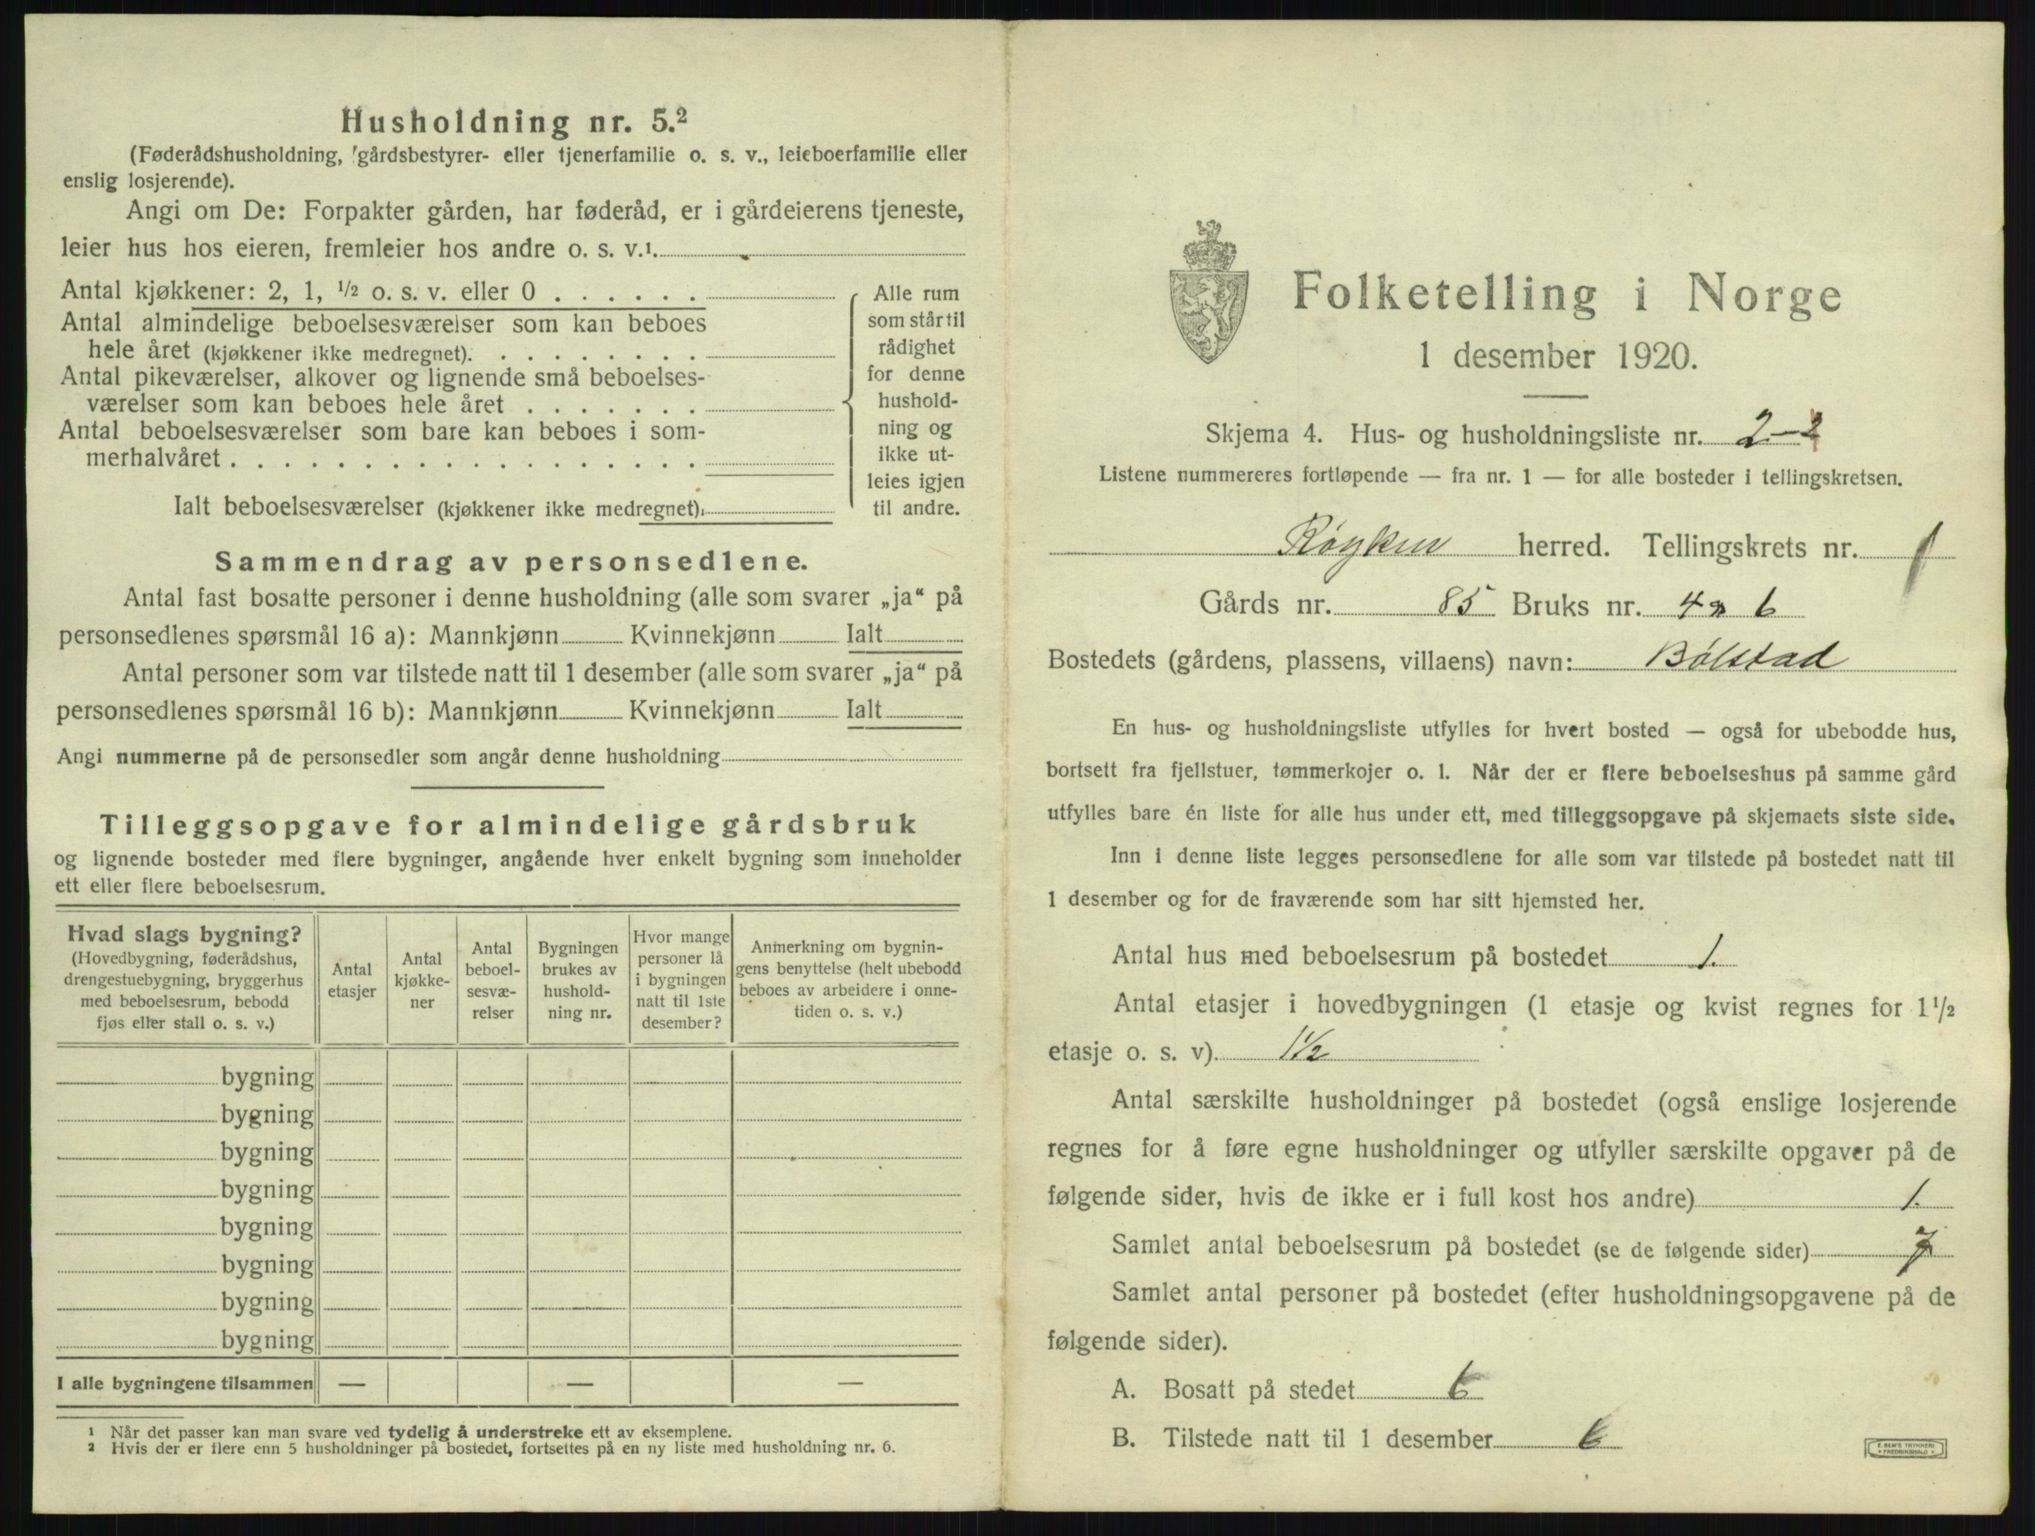 Husholdning nr. 5.²
(Føderådshusholdning, gårdsbestyrer- eller tjenerfamilie o. s. v., leieboerfamilie eller
enslig losjerende).
Angi om De: Forpakter gården, har føderåd, er i gårdeierens tjeneste,
leier hus hos eieren, fremleier hos andre o. s. v.¹.
Antal kjøkkener: 2, 1, ½ o. s. v. eller 0 . . . . . .
Antal almindelige beboelsesværelser som kan beboes
hele året (kjøkkener ikke medregnet). . . . . . . . .
Antal pikeværelser, alkover og lignende små beboelses-
værelser som kan beboes hele året . . . . . . .
Antal beboelsesværelser som bare kan beboes i som-
merhalvåret . . . . . . . . . . . . . . . . . .
Ialt beboelsesværelser (kjøkkener ikke medregnet).
Alle rum
som står til
rådighet
for denne
hushold-
ning og
ikke ut-
leies igjen
til andre.
Sammendrag av personsedlene.
Antal fast bosatte personer i denne husholdning (alle som svarer „ja“ på
personsedlenes spørsmål 16 a): Mannkjønn Kvinnekjønn Ialt
Antal personer som var tilstede natt til 1 desember (alle som svarer „ja“ på
personsedlenes spørsmål 16 b): Mannkjønn Kvinnekjønn Ialt
Angi nummerne på de personsedler som angår denne husholdning
Tilleggsopgave for almindelige gårdsbruk
og lignende bosteder med flere bygninger, angående hver enkelt bygning som inneholder
ett eller flere beboelsesrum.
Hvad slags bygning?
(Hovedbygning, føderådshus,
drengestuebygning, bryggerhus
med beboelsesrum, bebodd
fjøs eller stall o. s. v.)
Antal
etasjer
Antal
kjøkke-
ner
Antal
beboel-
sesvæ-
relser
Bygningen
brukes av
hushold-
ning nr.
Hvor mange
personer lå
i bygningen
natt til 1ste
desember?
Anmerkning om bygnin-
gens benyttelse (helt ubebodd
beboes av arbeidere i onne-
tiden o. s. v.)
bygning
bygning
bygning
bygning
bygning
bygning
bygning
bygning
I alle bygningene tilsammen — — —
¹ Når det passer kan man svare ved tydelig å understreke ett av eksemplene.
² Hvis der er flere enn 5 husholdninger på bostedet, fortsettes på en ny liste med husholdning nr. 6.
Folketelling i Norge
1 desember 1920.
Skjema 4. Hus- og husholdningsliste nr. 2-2
Listene nummereres fortløpende — fra nr. 1 — for alle bosteder i tellingskretsen.
Røyken herred. Tellingskrets nr. 1
Gårds nr. 85 Bruks nr. 4 6
Bostedets (gårdens, plassens, villaens) navn: Bølstad
En hus- og husholdningsliste utfylles for hvert bosted — også for ubebodde hus,
bortsett fra fjellstuer, tømmerkojer o. l. Når der er flere beboelseshus på samme gård
utfylles bare én liste for alle hus under ett, med tilleggsopgave på skjemaets siste side.
Inn i denne liste legges personsedlene for alle som var tilstede på bostedet natt til
1 desember og for de fraværende som har sitt hjemsted her.
Antal hus med beboelsesrum på bostedet 1.
Antal etasjer i hovedbygningen (1 etasje og kvist regnes for 1½
etasje o. s. v). 1½
Antal særskilte husholdninger på bostedet (også enslige losjerende
regnes for å føre egne husholdninger og utfyller særskilte opgaver på de
følgende sider, hvis de ikke er i full kost hos andre) 1.
Samlet antal beboelsesrum på bostedet (se de følgende sider) 7
Samlet antal personer på bostedet (efter husholdningsopgavene på de
følgende sider).
A. Bosatt på stedet 6
B. Tilstede natt til 1 desember 6
E. SEM'S TRYKKERI
FREDRIKSHALD